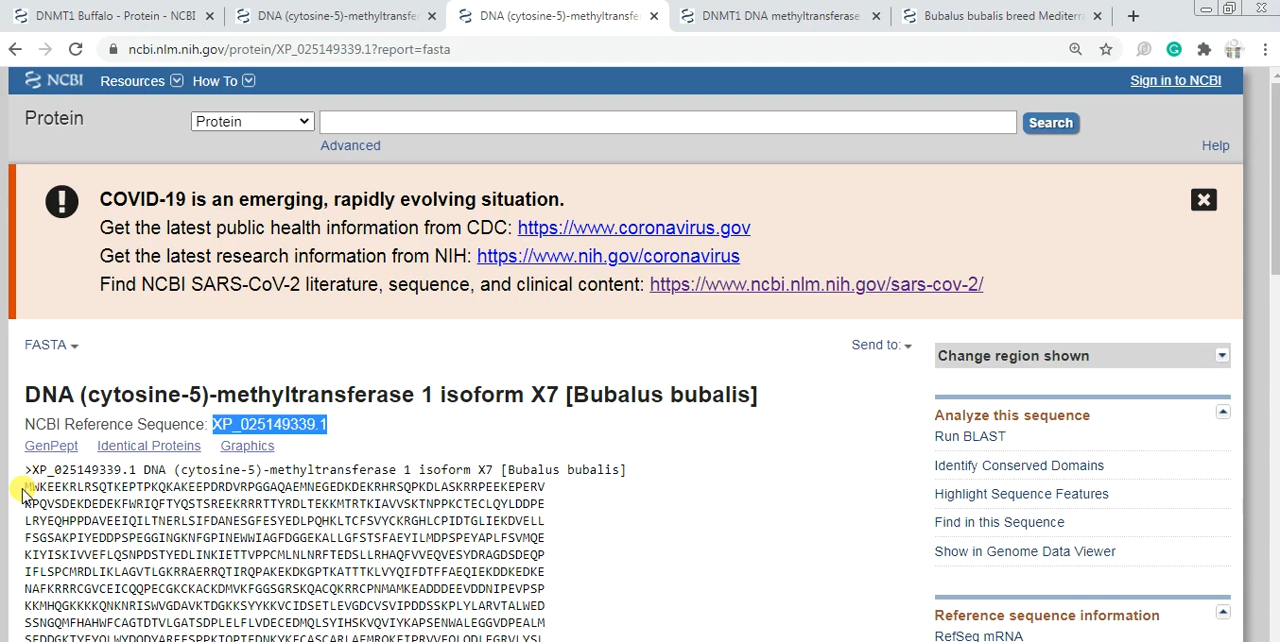 DNMT1 Buffalo - Protein - NCBI
DNA (cytosine-5)-methyltransfe
DNA (cytosine-5)-methyltransfe
DNMT1 DNA methyltransferase
Bubalus bubalis breed Mediterra
ncbi.nlm.nih.gov/protein/XP_025149339.1?report=fasta
NCBI Resources How To Sign in to NCBI
Protein Protein Search
Advanced Help
COVID-19 is an emerging, rapidly evolving situation.
Get the latest public health information from CDC: https://www.coronavirus.gov
Get the latest research information from NIH: https://www.nih.gov/coronavirus
Find NCBI SARS-CoV-2 literature, sequence, and clinical content: https://www.ncbi.nlm.nih.gov/sars-cov-2/
FASTA Send to:
Change region shown
DNA (cytosine-5)-methyltransferase 1 isoform X7 [Bubalus bubalis]
NCBI Reference Sequence: XP_025149339.1
GenPept Identical Proteins Graphics
Analyze this sequence
Run BLAST
Identify Conserved Domains
Highlight Sequence Features
Find in this Sequence
Show in Genome Data Viewer
Reference sequence information
RefSeq mRNA
>XP_025149339.1 DNA (cytosine-5)-methyltransferase 1 isoform X7 [Bubalus bubalis]
MWKEEKRLRSQTKEPTPKQKAKEEPDRDVRPGGAQAEMNEGEDKDEKRHRSQPKDLASKRRPEEKEPERV
NPQVSDEKDEDEKFWRIQFTYQSTSREEKRRRTTYRDLTEKKMTRTKIAVVSKTNPPKCTECLQYLDDPE
LRYEQHPPDAVEEIQILTNERLSIFDANESGFESYEDLPQHKLTCFSVYCKRGHLCPIDTGLIEKDVELL
FSGSAKPIYEDDPSPEGGINGKNFGPINEWWIAGFDGGEKALLGFSTSFAEYILMDPSPEYAPLFSVMQE
KIYISKIVVEFLQSNPDSTYEDLINKIETTVPPCMLNLNRFTEDSLLRHAQFVVEQVESYDRAGDSDEQP
IFLSPCMRDLIKLAGVTLGKRRAERRQTIRQPAKEKDKGPTKATTTKLVYQIFDTFFAEQIEKDDKEDKE
NAFKRRRCGVCEICQQPECGKCKACKDMVKFGGSGRSKQACQKRRCPNMAMKEADDDEEVDDNIPEVPSP
KKMHQGKKKKQNKNRISWVGDAVKTDGKKSYYKKVCIDSETLEVGDCVSVIPDDSSKPLYLARVTALWED
SSNGQMFHAHWFCAGTDTVLGATSDPLELFLVDECEDMQLSYIHSKVQVIYKAPSENWALEGGVDPEALM